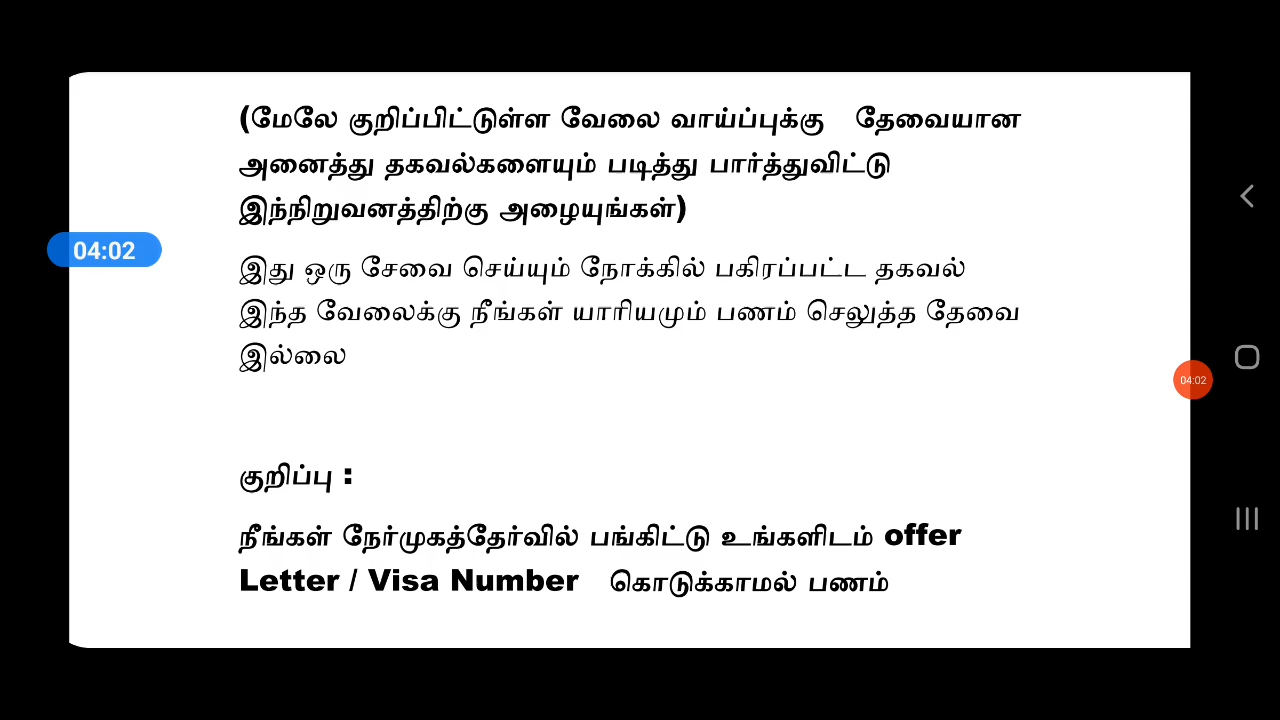 (மேலே குறிப்பிட்டுள்ள வேலை வாய்ப்புக்கு தேவையான
அனைத்து தகவல்களையும் படித்து பார்த்துவிட்டு
இந்நிறுவனத்திற்கு அழையுங்கள்)
04:02
இது ஒரு சேவை செய்யும் நோக்கில் பகிரப்பட்ட தகவல்
இந்த வேலைக்கு நீங்கள் யாரியமும் பணம் செலுத்த தேவை
இல்லை
04:02
குறிப்பு :
நீங்கள் நேர்முகத்தேர்வில் பங்கிட்டு உங்களிடம் offer
Letter / Visa Number கொடுக்காமல் பணம்